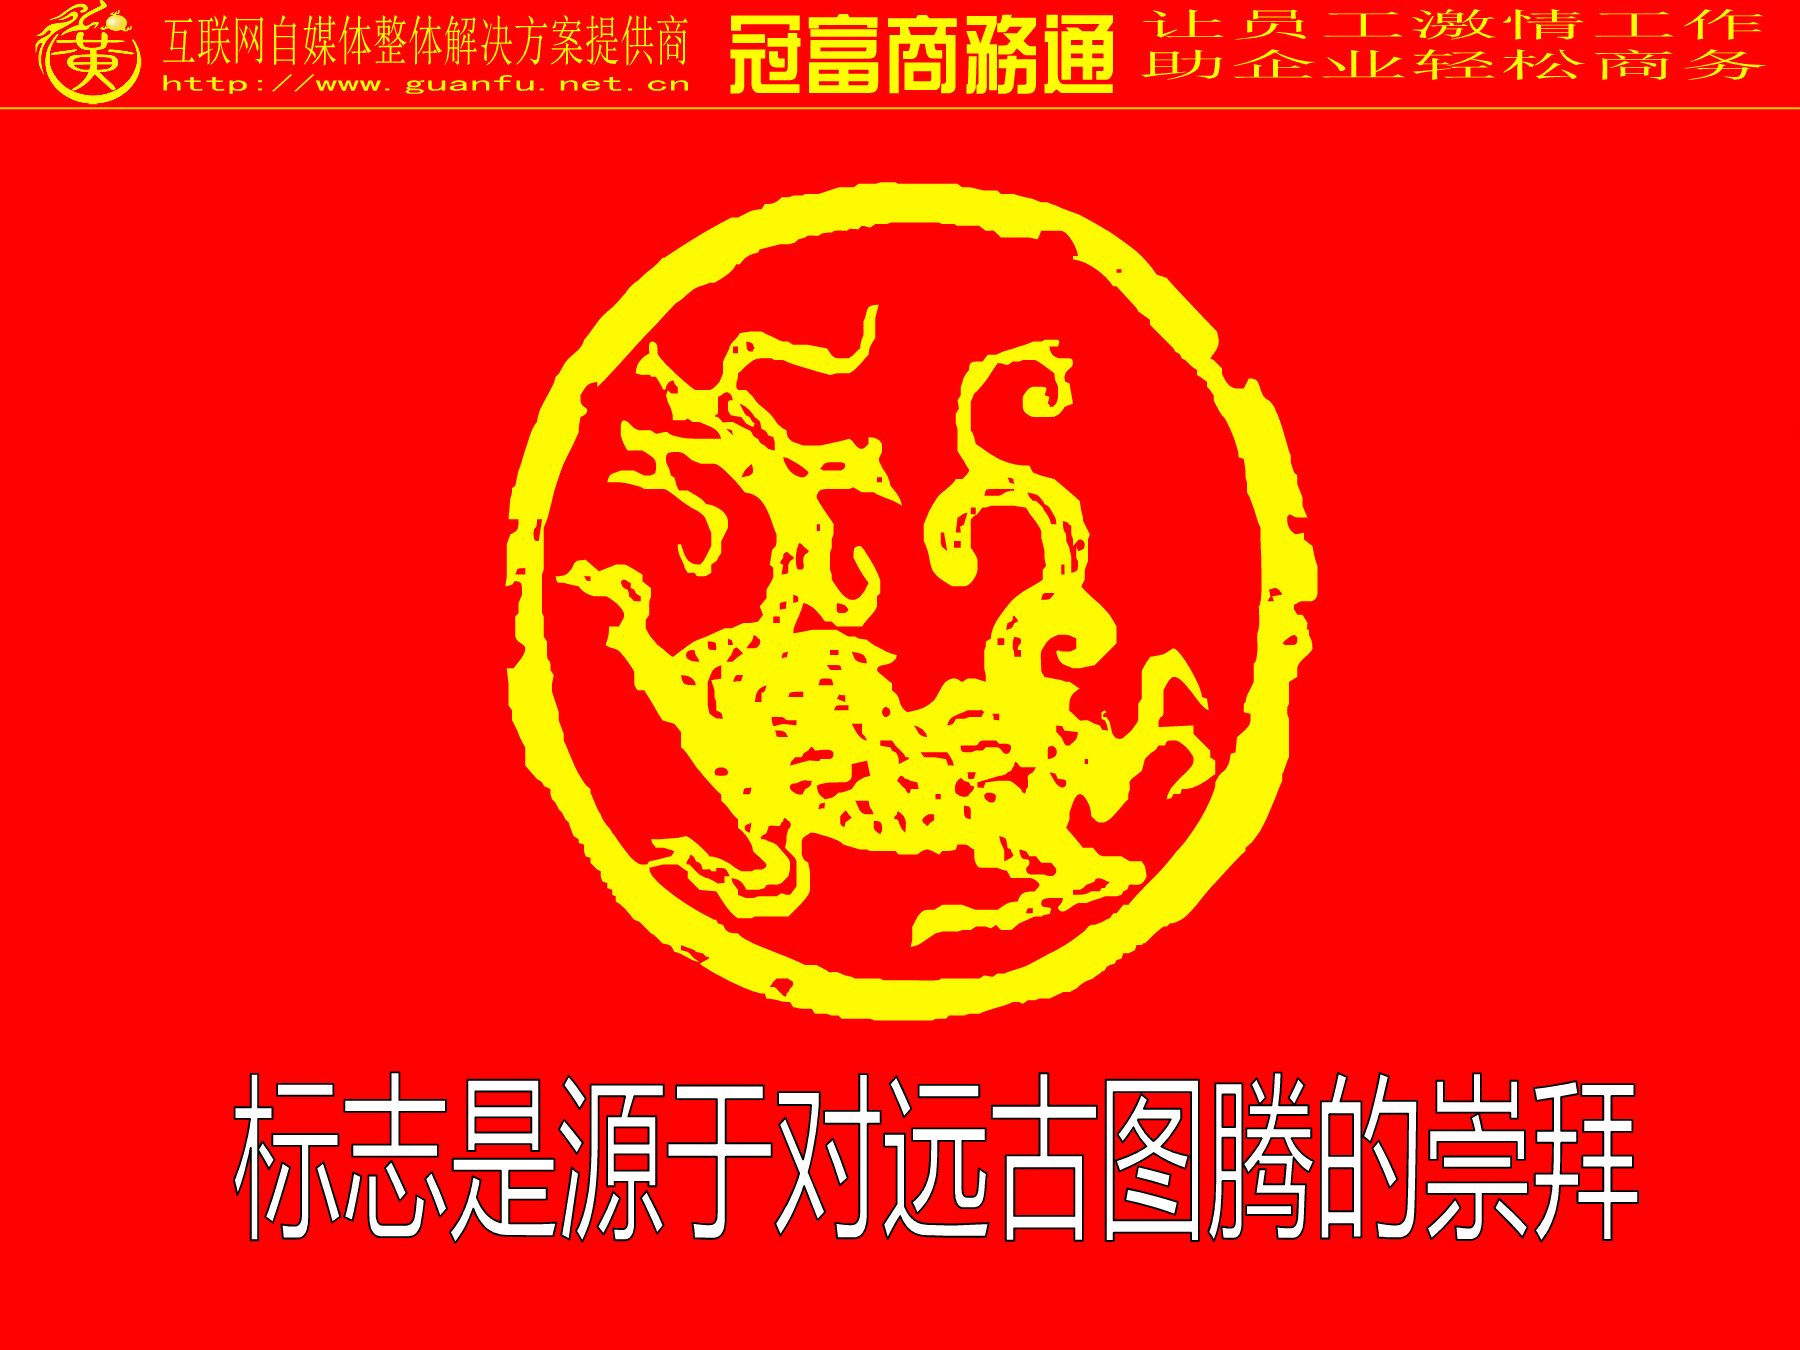 黄
互联网自媒体整体解决方案提供商
http://www.guanfu.net.cn
冠富商務通
让员工激情工作
助企业轻松商务
标志是源于对远古图腾的崇拜